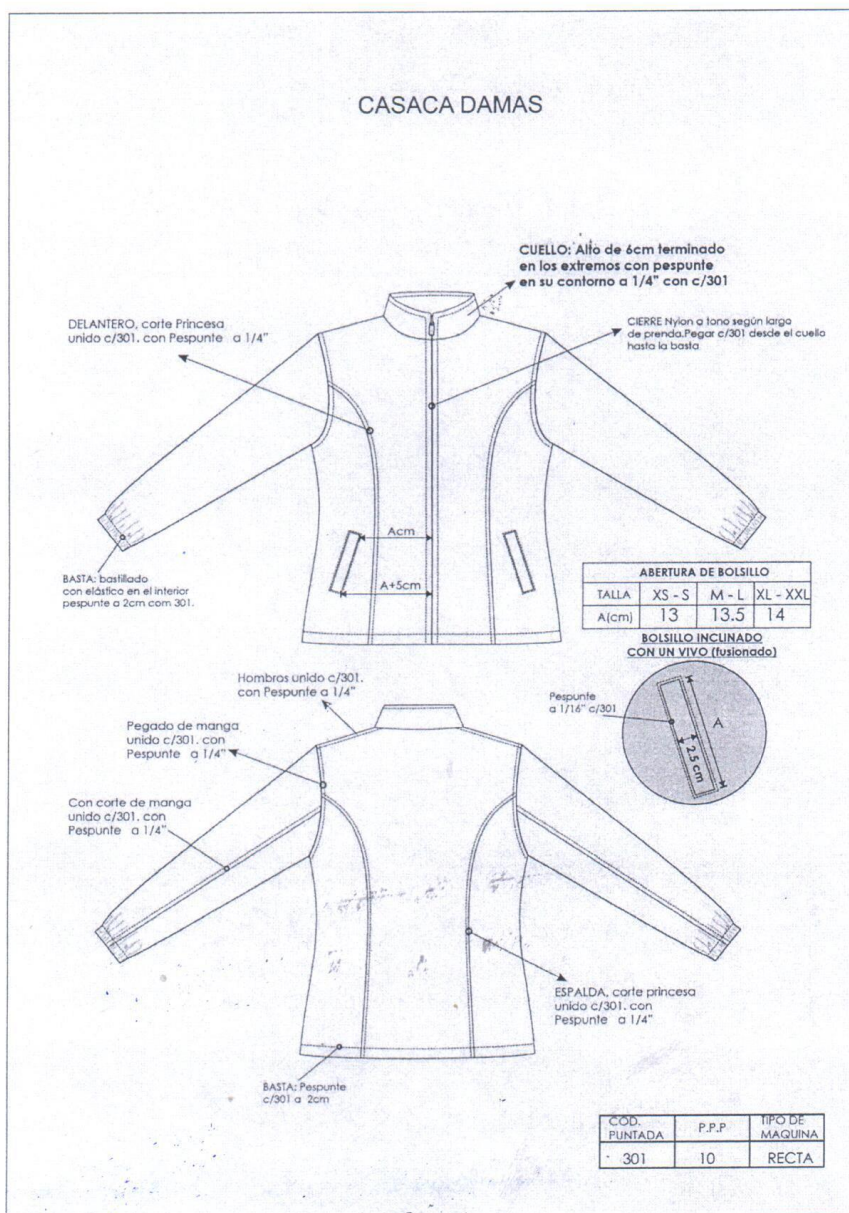 CASACA DAMAS
CUELLO: Alto de 6cm terminado
en los extremos con pespunte
en su contorno a 1/4" con c/301
DELANTERO, corte Princesa
unido c/301. con Pespunte a 1/4"
CIERRE Nylon a tono según largo
de prenda.Pegar c/301 desde el cuello
hasta la basta
Acm
A+5cm
BASTA: bastillado
con elástico en el interior
pespunte a 2cm com 301.
ABERTURA DE BOLSILLO
TALLA XS - S M - L XL - XXL
A(cm) 13 13.5 14
BOLSILLO INCLINADO
CON UN VIVO (fusionado)
Pespunte
a 1/16" c/301
A
2.5 cm
Hombros unido c/301.
con Pespunte a 1/4"
Pegado de manga
unido c/301. con
Pespunte a 1/4"
Con corte de manga
unido c/301. con
Pespunte a 1/4"
ESPALDA, corte princesa
unido c/301. con
Pespunte a 1/4"
BASTA: Pespunte
c/301 a 2cm
COD. PUNTADA P.P.P TIPO DE MAQUINA
301 10 RECTA